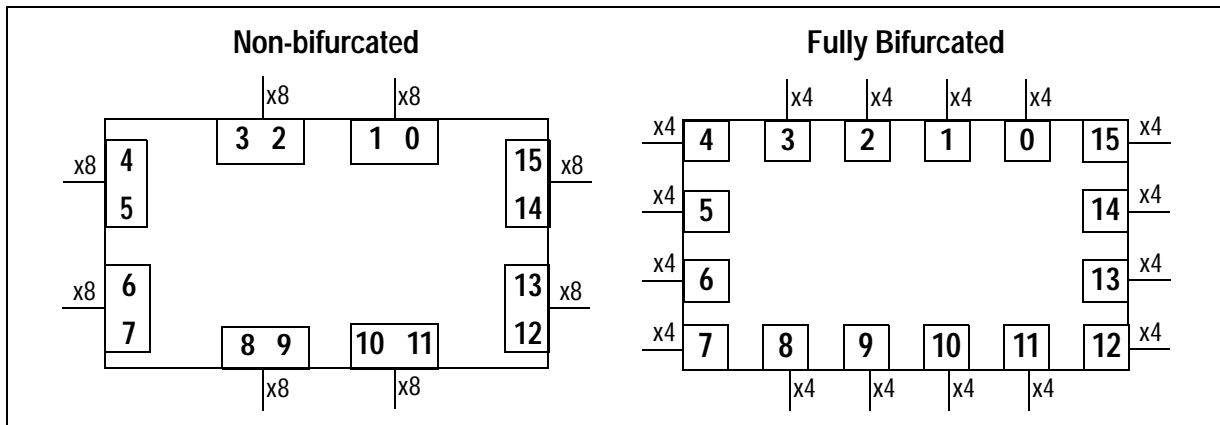 Non-bifurcated
x8 x8
3 2 1 0
x8 4 15 x8
5 14
x8 6 13 x8
7 12
8 9 10 11
x8 x8
Fully Bifurcated
x4 x4 x4 x4
x4 4 3 2 1 0 15 x4
x4 5 14 x4
x4 6 13 x4
x4 7 8 9 10 11 12 x4
x4 x4 x4 x4